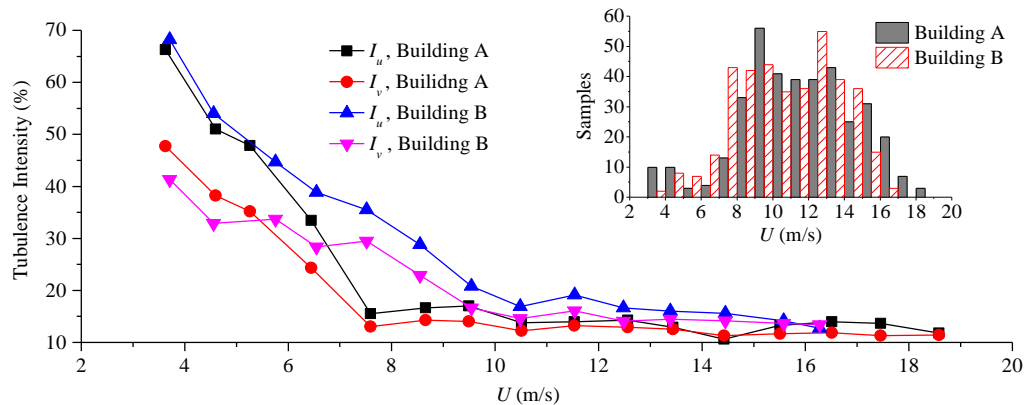 70
60
50
40
30
20
10
Tubulence Intensity (%)
2
4
6
8
10
12
14
16
18
20
U (m/s)
I_u, Building A
I_v, Builidng A
I_u, Building B
I_v, Building B
60
50
40
30
20
10
0
Samples
2 4 6 8 10 12 14 16 18 20
U (m/s)
Building A
Building B